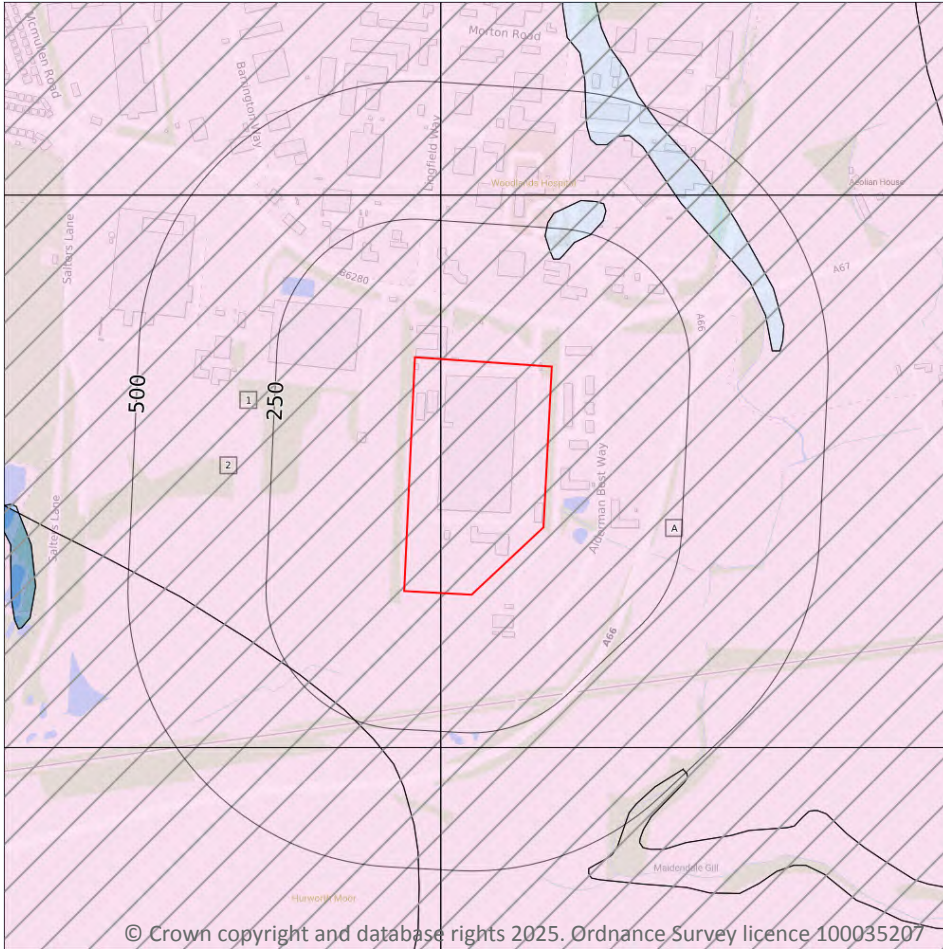 Mcmullen Road
Morton Road
Barrington Way
Lingfield Way
Woodlands Hospital
Aeolian House
Salters Lane
B6280
A67
A66
500
250
1
2
Alderman Best Way
Salters Lane
A
A66
Maidendale Gill
Hurworth Moor
© Crown copyright and database rights 2025. Ordnance Survey licence 100035207